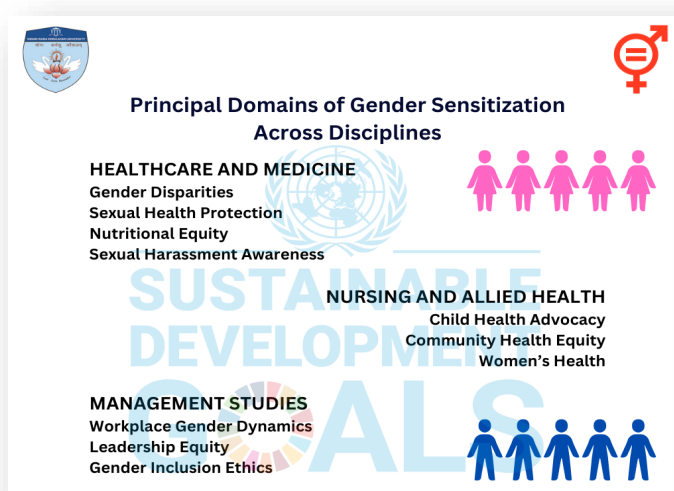 Principal Domains of Gender Sensitization
Across Disciplines
HEALTHCARE AND MEDICINE
Gender Disparities
Sexual Health Protection
Nutritional Equity
Sexual Harassment Awareness
SUSTAINABLE
DEVELOPMENT
GOALS
NURSING AND ALLIED HEALTH
Child Health Advocacy
Community Health Equity
Women’s Health
MANAGEMENT STUDIES
Workplace Gender Dynamics
Leadership Equity
Gender Inclusion Ethics